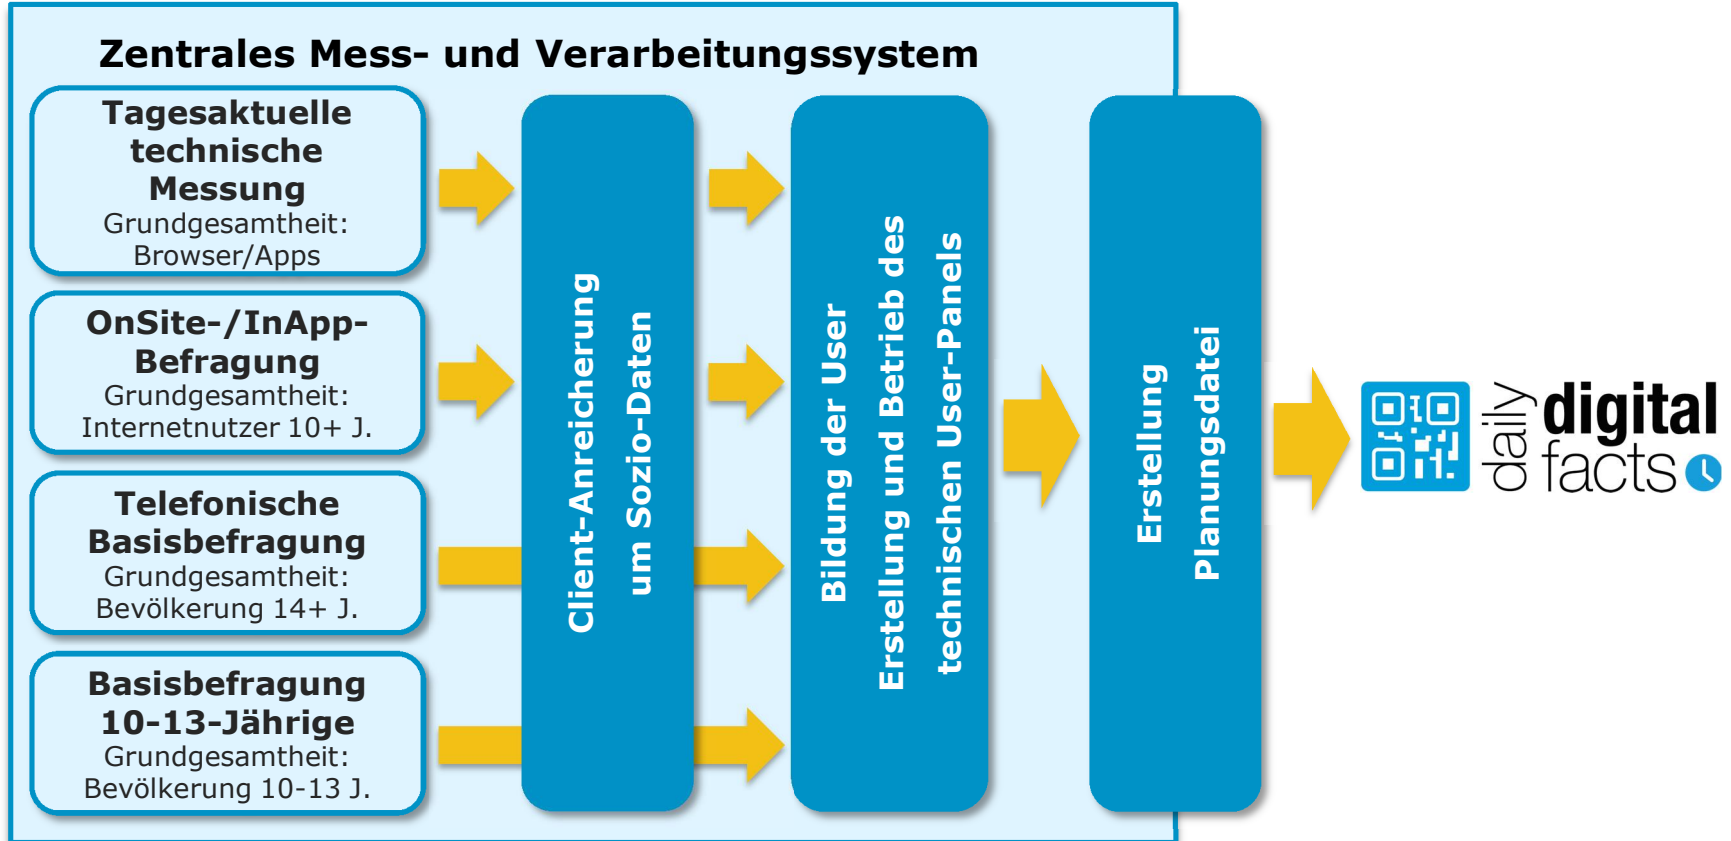 Zentrales Mess- und Verarbeitungssystem
Tagesaktuelle
technische
Messung
Grundgesamtheit:
Browser/Apps
OnSite-/InApp-
Befragung
Grundgesamtheit:
Internetnutzer 10+ J.
Telefonische
Basisbefragung
Grundgesamtheit:
Bevölkerung 14+ J.
Basisbefragung
10-13-Jährige
Grundgesamtheit:
Bevölkerung 10-13 J.
Client-Anreicherung
um Sozio-Daten
Bildung der User
Erstellung und Betrieb des
technischen User-Panels
Erstellung
Planungsdatei
daily
digital
facts